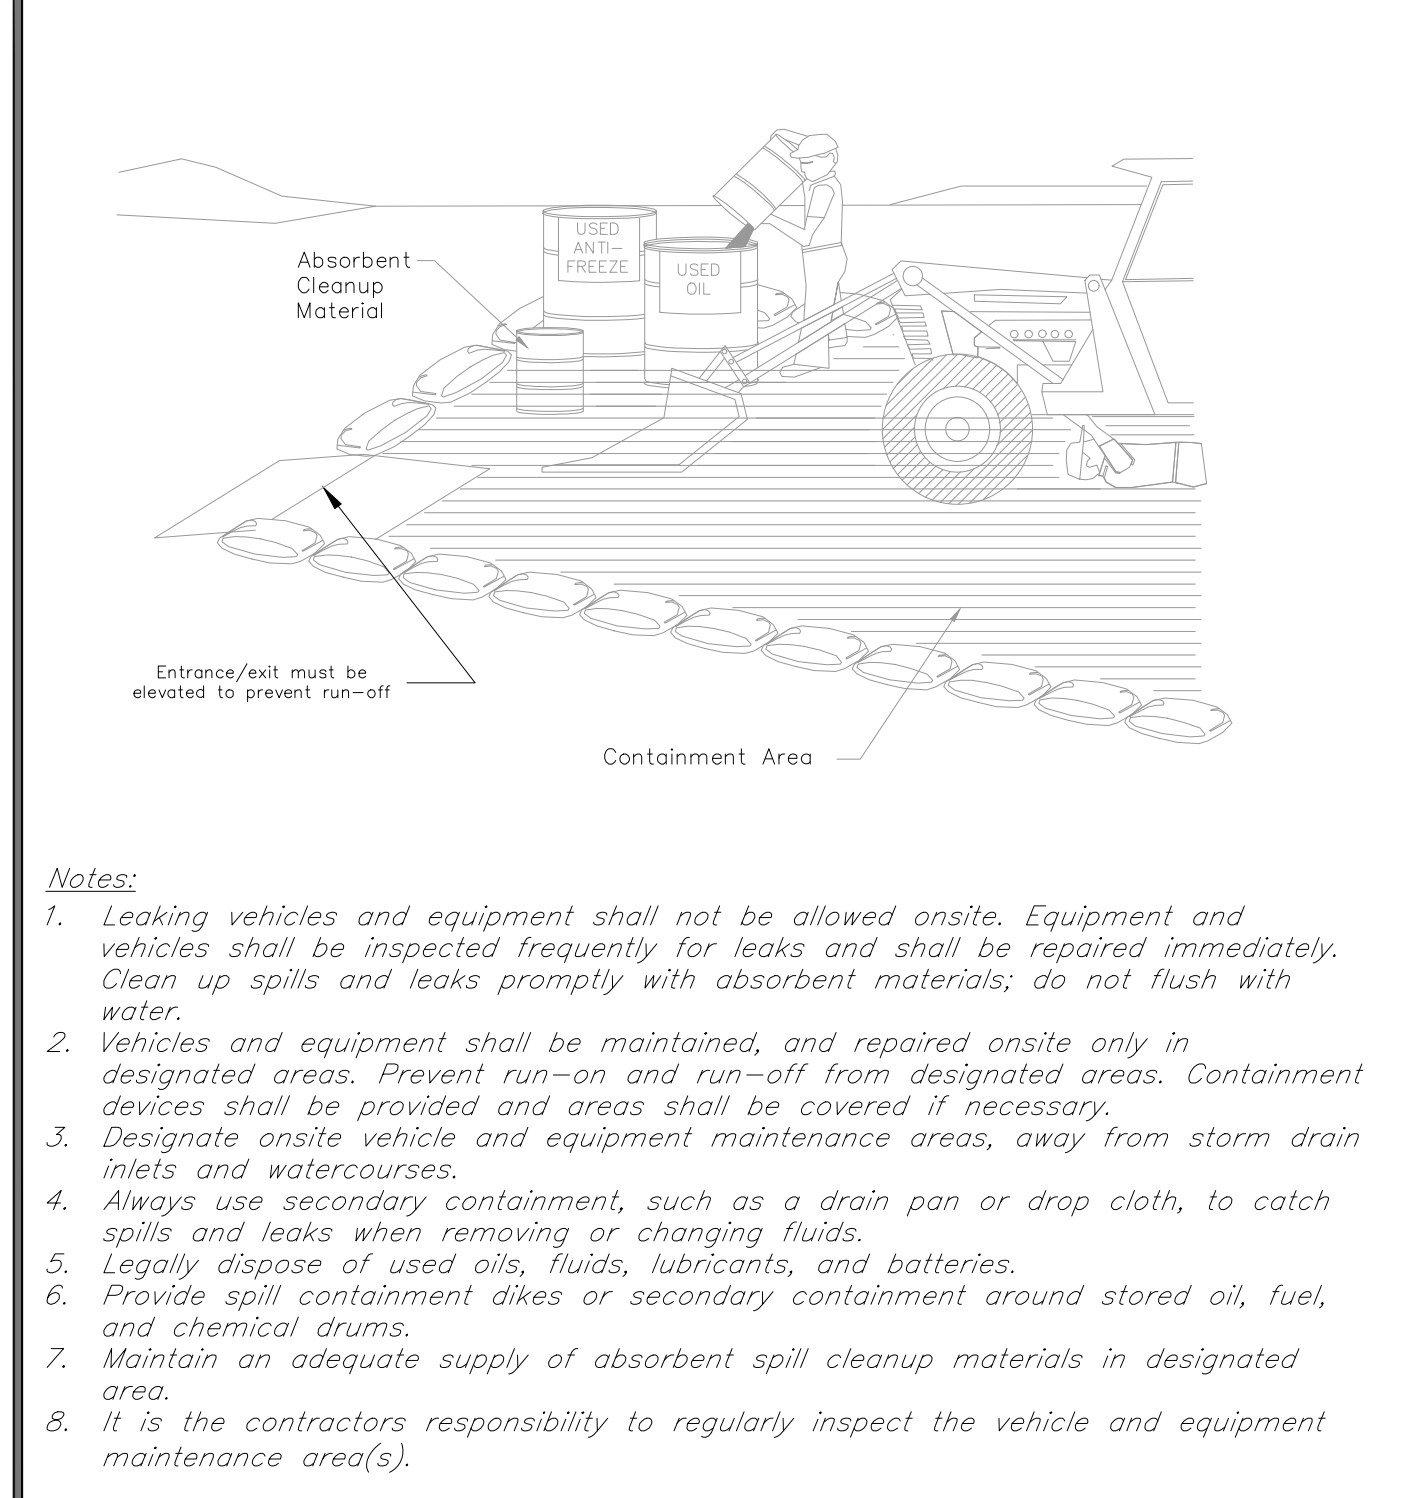 USED
ANTI-
FREEZE
USED
OIL
Absorbent
Cleanup
Material
Entrance/exit must be
elevated to prevent run-off
Containment Area
Notes:
1. Leaking vehicles and equipment shall not be allowed onsite. Equipment and
vehicles shall be inspected frequently for leaks and shall be repaired immediately.
Clean up spills and leaks promptly with absorbent materials; do not flush with
water.
2. Vehicles and equipment shall be maintained, and repaired onsite only in
designated areas. Prevent run-on and run-off from designated areas. Containment
devices shall be provided and areas shall be covered if necessary.
3. Designate onsite vehicle and equipment maintenance areas, away from storm drain
inlets and watercourses.
4. Always use secondary containment, such as a drain pan or drop cloth, to catch
spills and leaks when removing or changing fluids.
5. Legally dispose of used oils, fluids, lubricants, and batteries.
6. Provide spill containment dikes or secondary containment around stored oil, fuel,
and chemical drums.
7. Maintain an adequate supply of absorbent spill cleanup materials in designated
area.
8. It is the contractors responsibility to regularly inspect the vehicle and equipment
maintenance area(s).